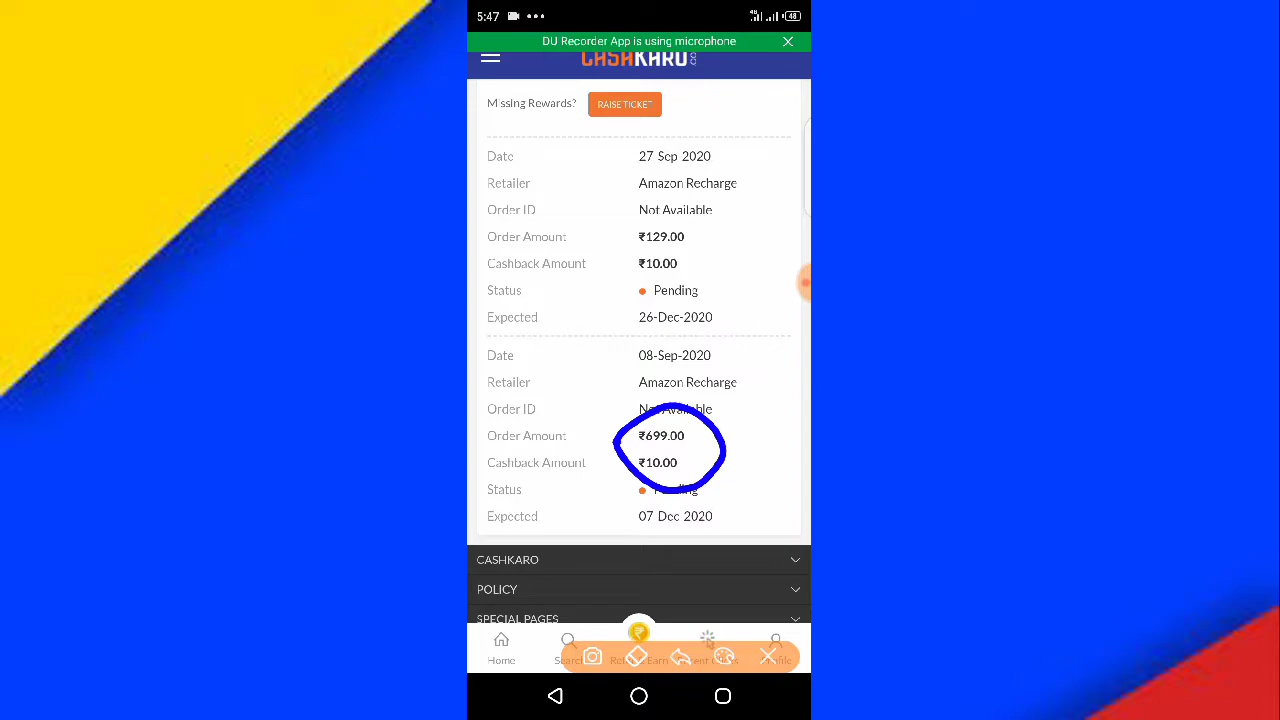 5:47
4G
48
DU Recorder App is using microphone
CASHKARO.CO
Missing Rewards? RAISE TICKET
Date 27-Sep-2020
Retailer Amazon Recharge
Order ID Not Available
Order Amount ₹129.00
Cashback Amount ₹10.00
Status Pending
Expected 26-Dec-2020
Date 08-Sep-2020
Retailer Amazon Recharge
Order ID Not Available
Order Amount ₹699.00
Cashback Amount ₹10.00
Status Pending
Expected 07-Dec-2020
CASHKARO
POLICY
SPECIAL PAGES
Home